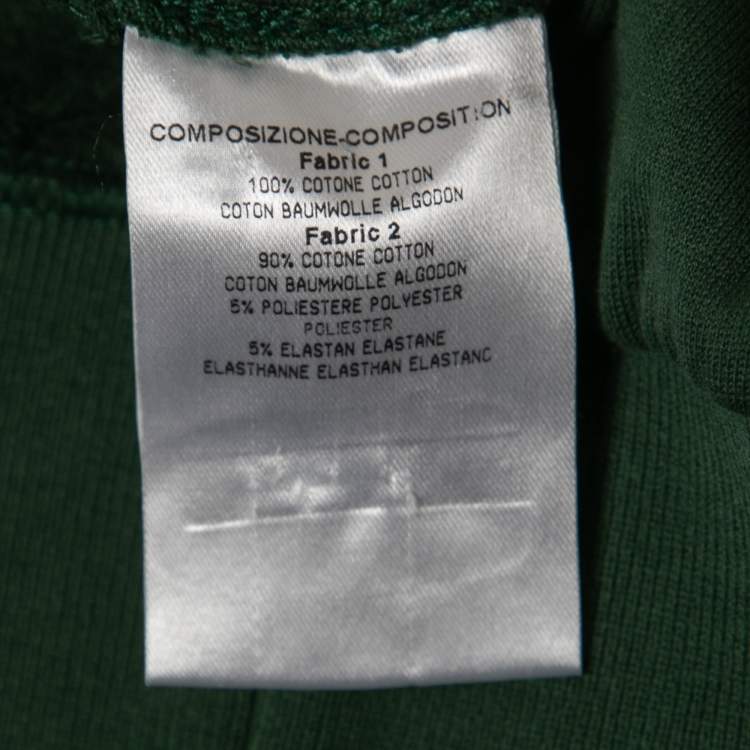 COMPOSIZIONE-COMPOSITION
Fabric 1
100% COTONE COTTON
COTON BAUMWOLLE ALGODON
Fabric 2
90% COTONE COTTON
COTON BAUMWOLLE ALGODON
5% POLIESTERE POLYESTER
POLIESTER
5% ELASTAN ELASTANE
ELASTHANNE ELASTHAN ELASTANO